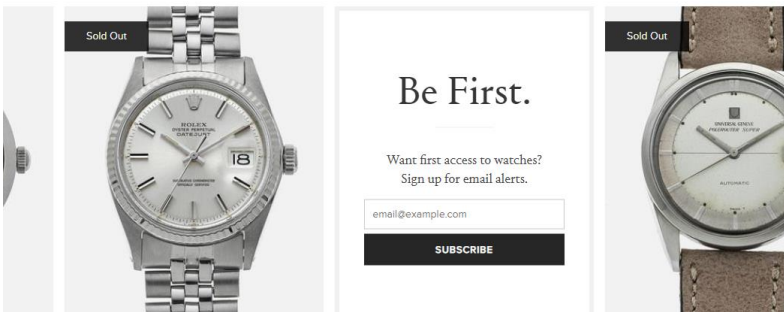 Sold Out
ROLEX
OYSTER PERPETUAL
DATEJUST
18
Be First.
Want first access to watches?
Sign up for email alerts.
email@example.com
SUBSCRIBE
Sold Out
UNIVERSAL GENEVE
POLEROUTER SUPER
AUTOMATIC